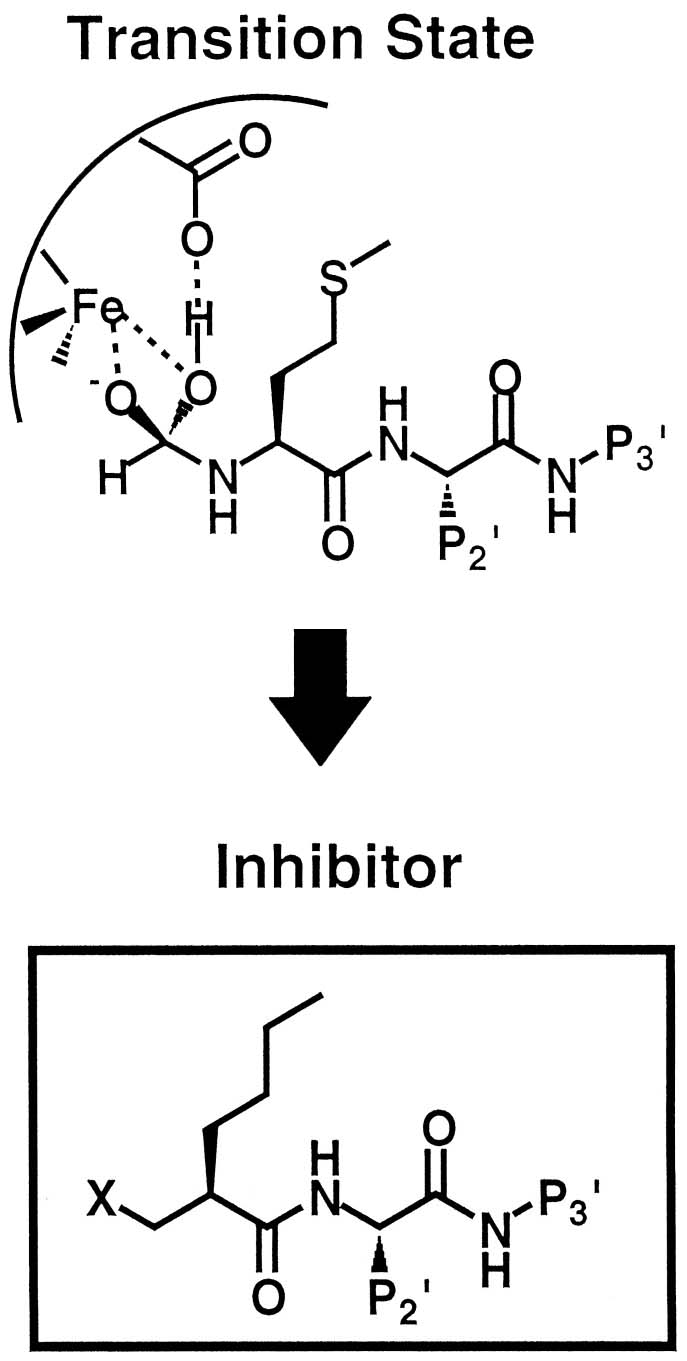 Transition State
O
O
S
Fe
H
O
-
O
H
O
H
N
P3'
H
N
N
H
H
O
P2'
Inhibitor
O
H
X
N
P3'
N
H
O
P2'